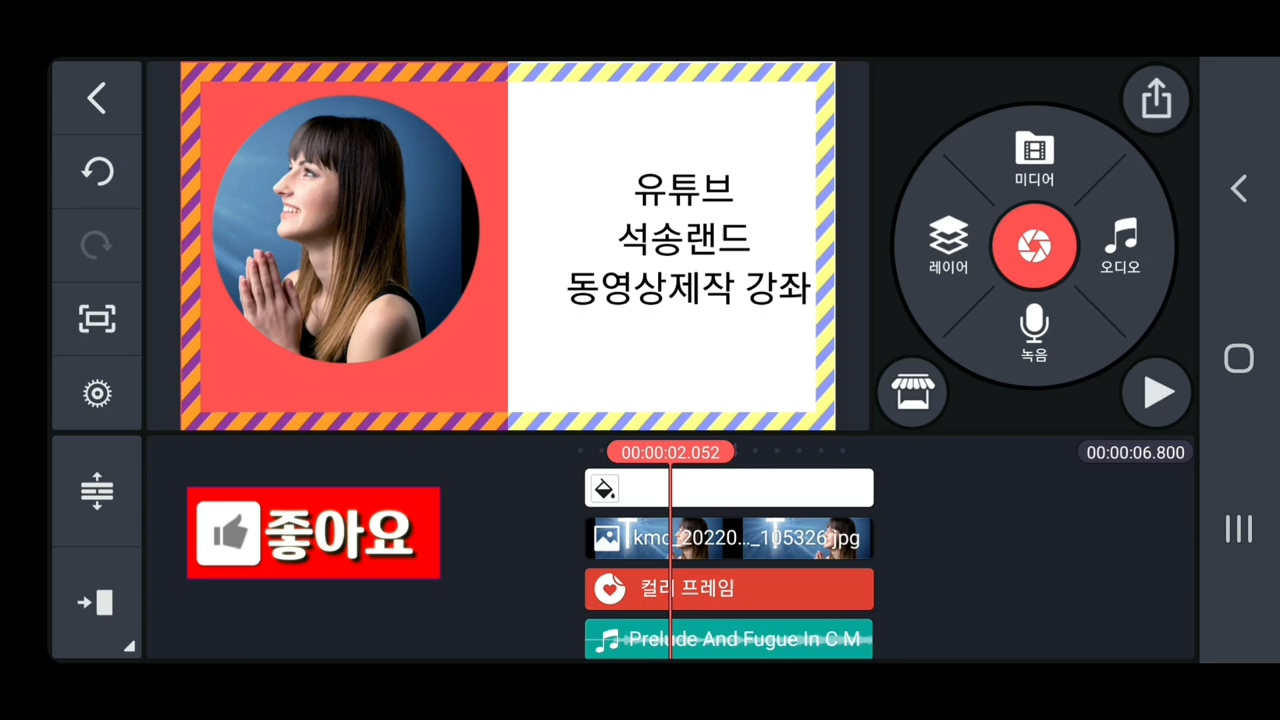 유튜브
석송랜드
동영상제작 강좌
미디어
레이어
오디오
녹음
00:00:02.052
00:00:06.800
좋아요
kmc_20220..._105326.jpg
컬러 프레임
Prelude And Fugue In C M